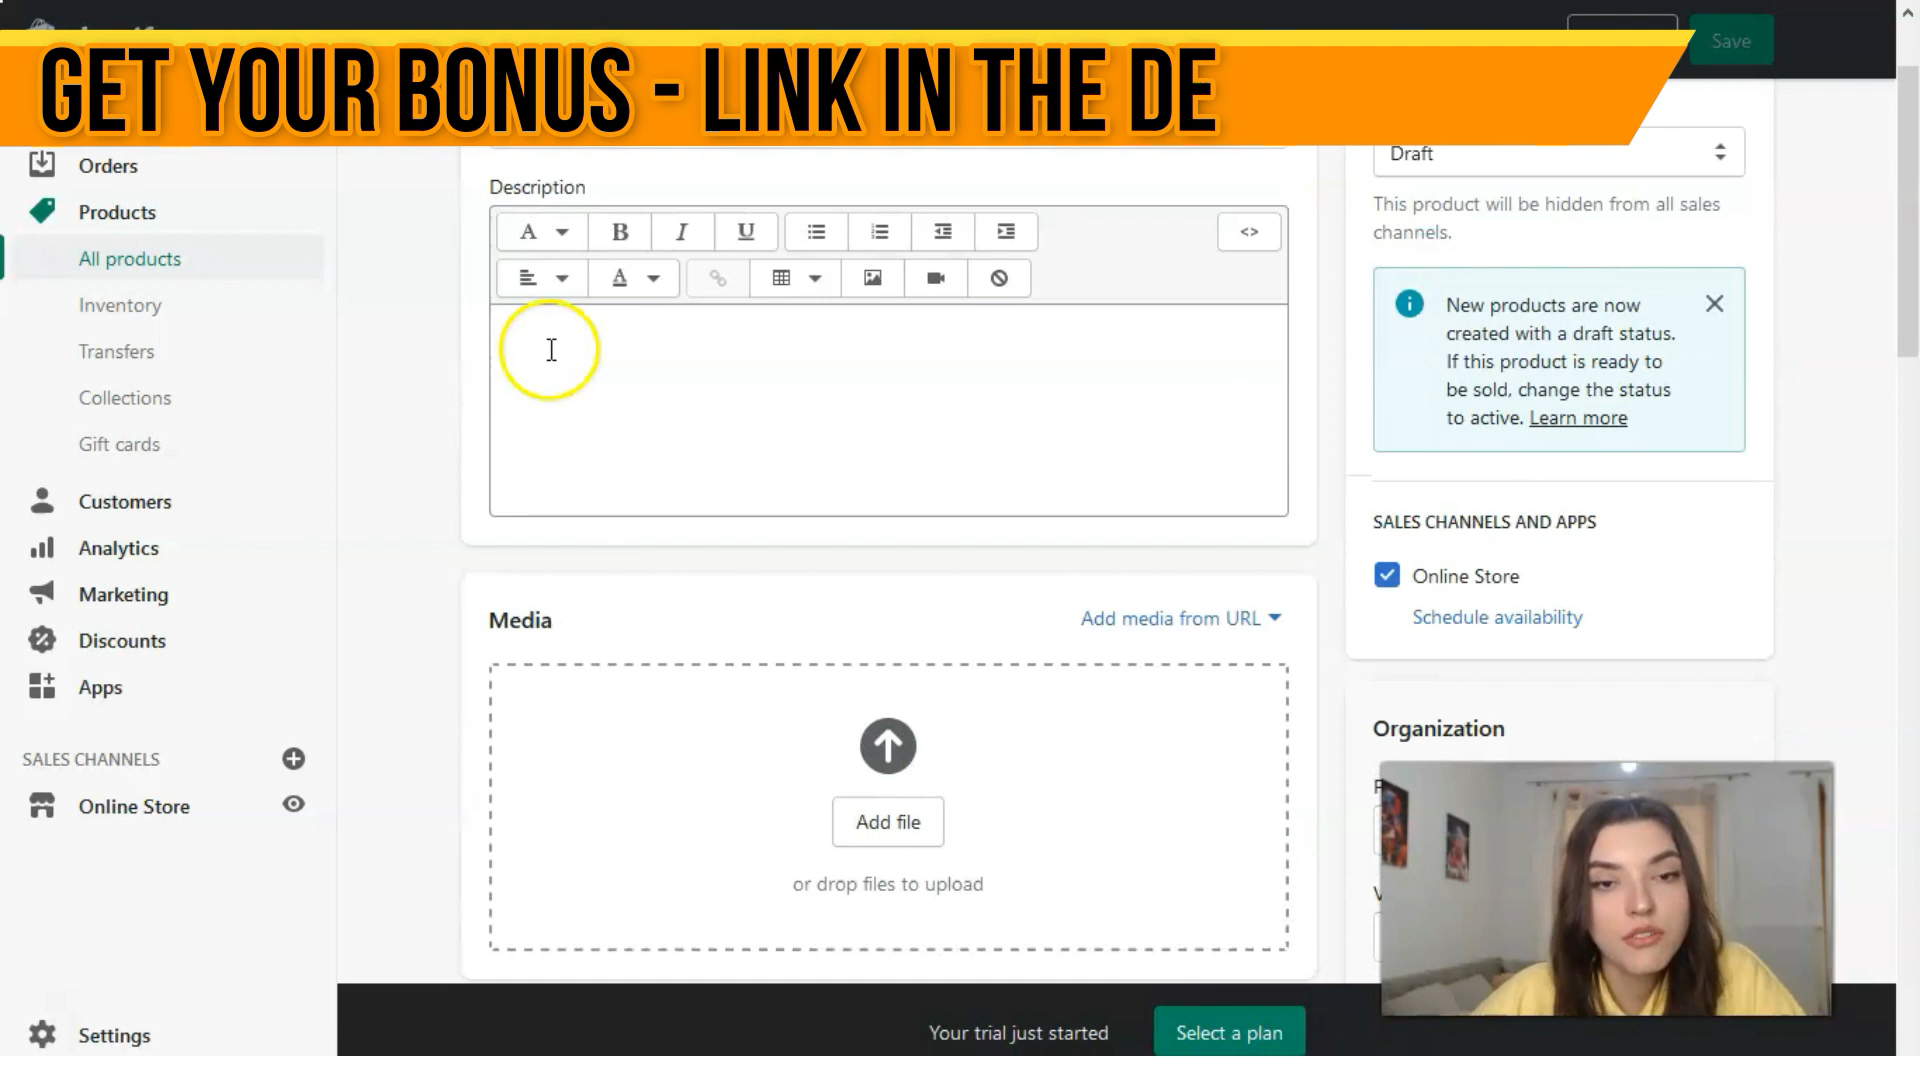 GET YOUR BONUS - LINK IN THE DE
Save
Orders
Products
All products
Inventory
Transfers
Collections
Gift cards
Customers
Analytics
Marketing
Discounts
Apps
SALES CHANNELS
Online Store
Settings
Description
A
B
I
U
<>
A
Media
Add media from URL
Add file
or drop files to upload
Draft
This product will be hidden from all sales
channels.
New products are now
created with a draft status.
If this product is ready to
be sold, change the status
to active. Learn more
SALES CHANNELS AND APPS
Online Store
Schedule availability
Organization
Your trial just started
Select a plan